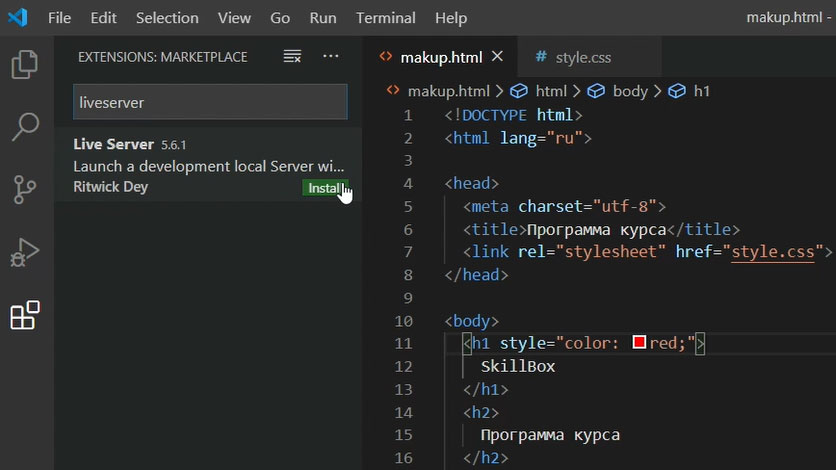 File Edit Selection View Go Run Terminal Help
makup.html -
EXTENSIONS: MARKETPLACE
liveserver
Live Server 5.6.1
Launch a development local Server wi...
Ritwick Dey
Install
makup.html
# style.css
makup.html > html > body > h1
1 <!DOCTYPE html>
2 <html lang="ru">
3
4 <head>
5 <meta charset="utf-8">
6 <title>Программа курса</title>
7 <link rel="stylesheet" href="style.css">
8 </head>
9
10 <body>
11 <h1 style="color: red;">
12 SkillBox
13 </h1>
14 <h2>
15 Программа курса
16 </h2>